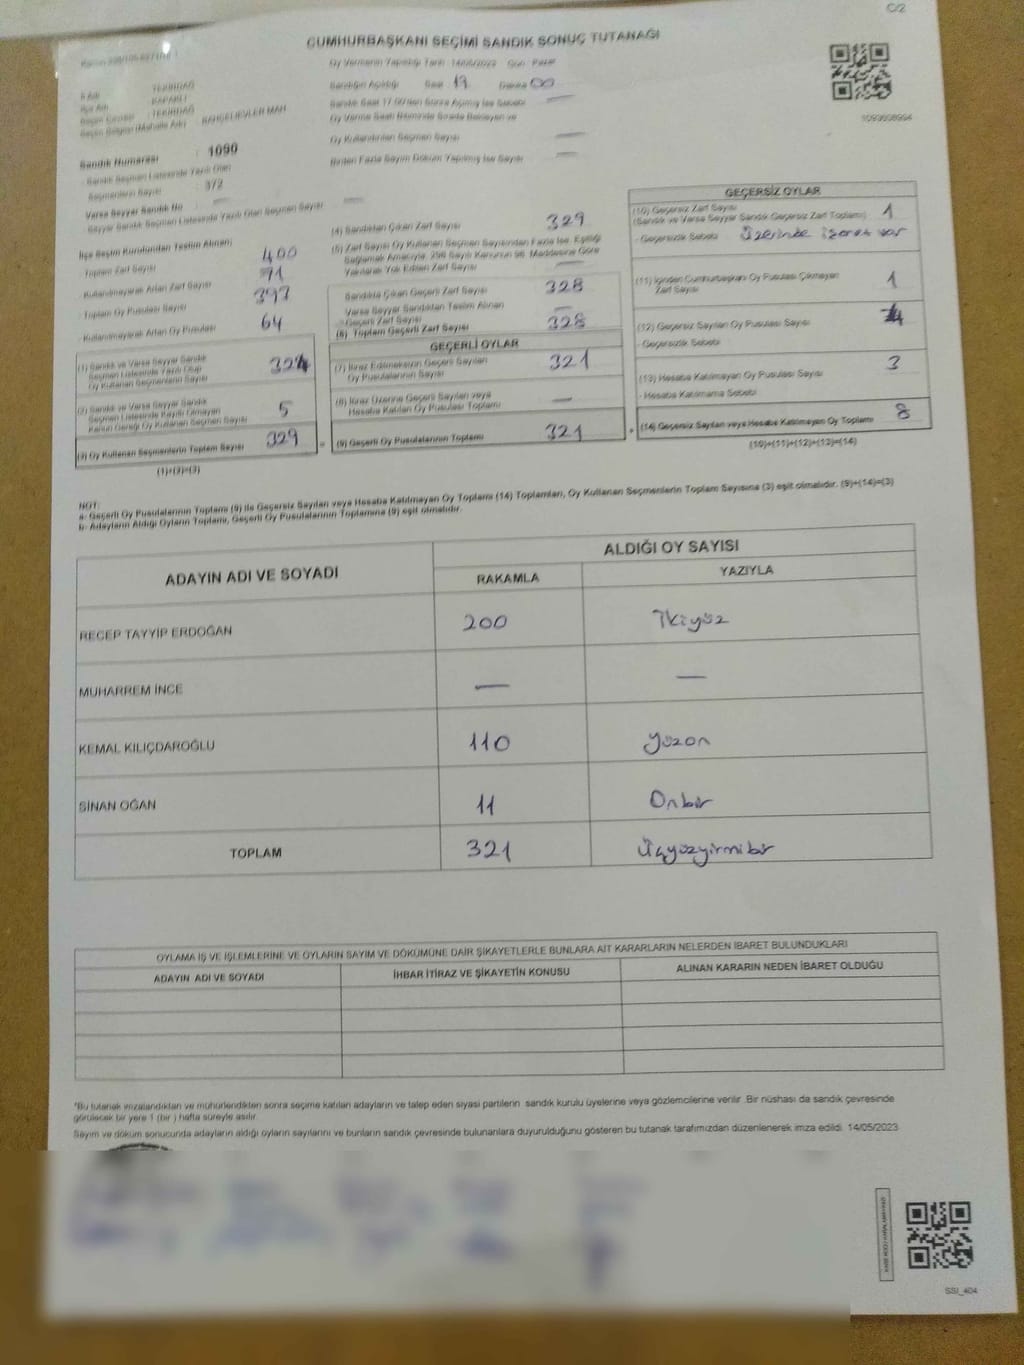 C/2
CUMHURBAŞKANI SEÇİMİ SANDIK SONUÇ TUTANAĞI
Oy Vermenin Yapıldığı Tarih : 14/05/2023 Gün : Pazar
Sandığın Açıldığı Saat 17 Dakika 00
Sandık Saat 17.00'den Sonra Açılmış İse Sebebi —
Oy Verme Saati Bitiminde Sırada Bekleyen ve
Oy Kullandırılan Seçmen Sayısı —
Birden Fazla Sayım Döküm Yapılmış İse Sayısı —
İl Adı : TEKİRDAĞ
İlçe Adı : KAPAKLI
Seçim Çevresi : TEKİRDAĞ
Seçim Bölgesi (Mahalle Adı) : BAHÇELİEVLER MAH
Sandık Numarası : 1090
Sandık Seçmen Listesinde Yazılı Olan
Seçmenlerin Sayısı : 372
Varsa Seyyar Sandık No : —
Seyyar Sandık Seçmen Listesinde Yazılı Olan Seçmen Sayısı —
İlçe Seçim Kurulundan Teslim Alınan;
- Toplam Zarf Sayısı 400
- Kullanılmayarak Artan Zarf Sayısı 71
- Toplam Oy Pusulası Sayısı 393
- Kullanılmayarak Artan Oy Pusulası 64
(1) Sandık ve Varsa Seyyar Sandık
Seçmen Listesinde Yazılı Olup
Oy Kullanan Seçmenlerin Sayısı 324
(2) Sandık ve Varsa Seyyar Sandık
Seçmen Listesinde Kayıtlı Olmayan
Kanun Gereği Oy Kullanan Seçmen Sayısı 5
(3) Oy Kullanan Seçmenlerin Toplam Sayısı 329
(1)+(2)=(3)
(4) Sandıktan Çıkan Zarf Sayısı 329
(5) Zarf Sayısı Oy Kullanan Seçmen Sayısından Fazla İse, Eşitliği
Sağlamak Amacıyla, 298 Sayılı Kanunun 98. Maddesine Göre
Yakılarak Yok Edilen Zarf Sayısı —
Sandıkta Çıkan Geçerli Zarf Sayısı 328
Varsa Seyyar Sandıktan Teslim Alınan
Geçerli Zarf Sayısı —
(6) Toplam Geçerli Zarf Sayısı 328
GEÇERLİ OYLAR
(7) İtiraz Edilmeksizin Geçerli Sayılan
Oy Pusulalarının Sayısı 321
(8) İtiraz Üzerine Geçerli Sayılan veya
Hesaba Katılan Oy Pusulası Toplamı —
= (9) Geçerli Oy Pusulalarının Toplamı 321
GEÇERSİZ OYLAR
(10) Geçersiz Zarf Sayısı 1
(Sandık ve Varsa Seyyar Sandık Geçersiz Zarf Toplamı)
- Geçersizlik Sebebi Üzerinde işaret var
(11) İçinden Cumhurbaşkanı Oy Pusulası Çıkmayan
Zarf Sayısı 1
(12) Geçersiz Sayılan Oy Pusulası Sayısı
- Geçersizlik Sebebi
(13) Hesaba Katılmayan Oy Pusulası Sayısı 3
- Hesaba Katılmama Sebebi
+ (14) Geçersiz Sayılan veya Hesaba Katılmayan Oy Toplamı 8
(10)+(11)+(12)+(13)=(14)
NOT:
a- Geçerli Oy Pusulalarının Toplamı (9) ile Geçersiz Sayılan veya Hesaba Katılmayan Oy Toplamı (14) Toplamları, Oy Kullanan Seçmenlerin Toplam Sayısına (3) eşit olmalıdır. (9)+(14)=(3)
b- Adayların Aldığı Oyların Toplamı, Geçerli Oy Pusulalarının Toplamına (9) eşit olmalıdır.
ADAYIN ADI VE SOYADI ALDIĞI OY SAYISI
RAKAMLA YAZIYLA
RECEP TAYYİP ERDOĞAN 200 İkiyüz
MUHARREM İNCE — —
KEMAL KILIÇDAROĞLU 110 Yüzon
SİNAN OĞAN 11 Onbir
TOPLAM 321 Üçyüzyirmibir
OYLAMA İŞ VE İŞLEMLERİNE VE OYLARIN SAYIM VE DÖKÜMÜNE DAİR ŞİKAYETLERLE BUNLARA AİT KARARLARIN NELERDEN İBARET BULUNDUKLARI
ADAYIN ADI VE SOYADI İHBAR İTİRAZ VE ŞİKAYETİN KONUSU ALINAN KARARIN NEDEN İBARET OLDUĞU
*Bu tutanak imzalandıktan ve mühürlendikten sonra seçime katılan adayların ve talep eden siyasi partilerin sandık kurulu üyelerine veya gözlemcilerine verilir .Bir nüshası da sandık çevresinde
görülecek bir yere 1 (bir ) hafta süreyle asılır.
Sayım ve döküm sonucunda adayların aldığı oyların sayılarını ve bunların sandık çevresinde bulunanlara duyurulduğunu gösteren bu tutanak tarafımızdan düzenlenerek imza edildi. 14/05/2023
SSI_404